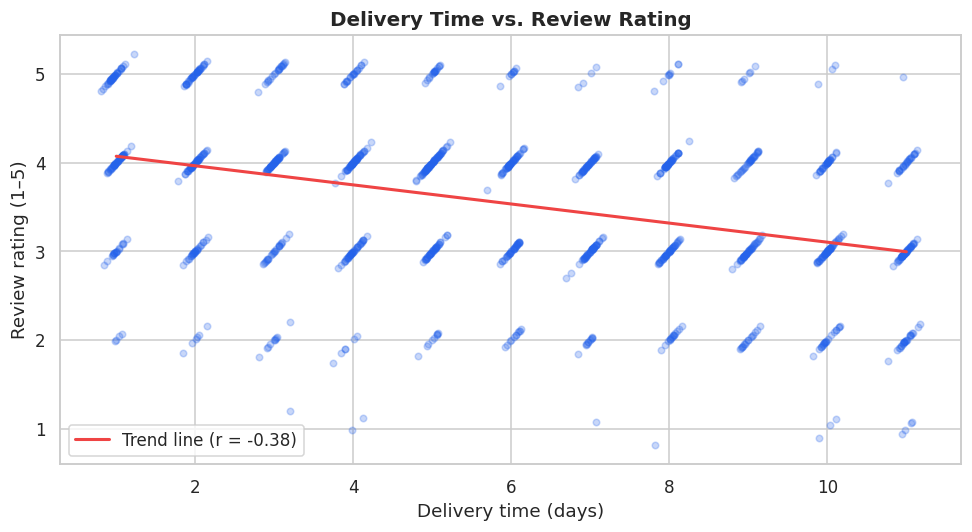 Delivery Time vs. Review Rating
Review rating (1–5)
5
4
3
2
1
Trend line (r = -0.38)
2 4 6 8 10
Delivery time (days)